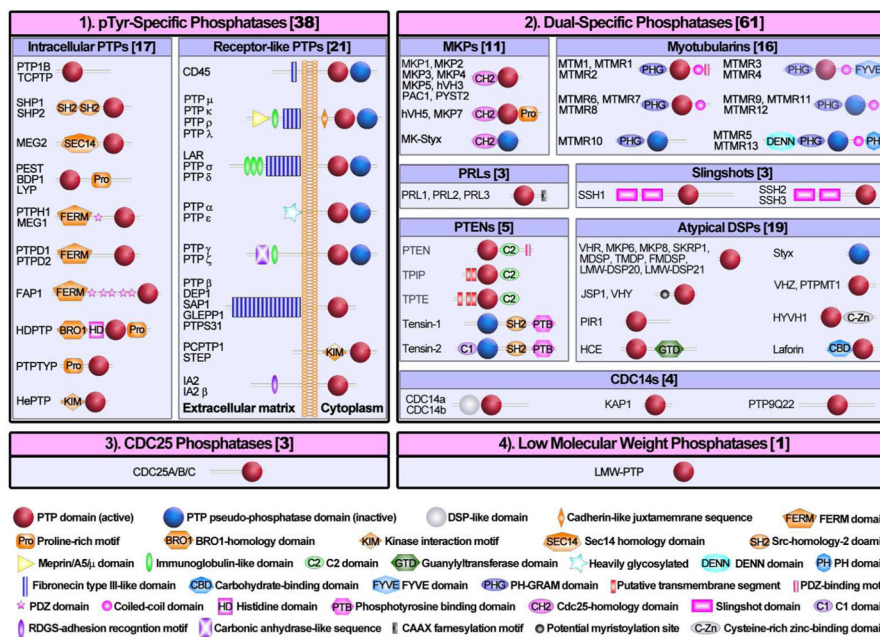 1). pTyr-Specific Phosphatases [38]
Intracellular PTPs [17]
PTP1B
TCPTP
SHP1
SHP2
SH2 SH2
MEG2
SEC14
PEST
BDP1
LYP
Pro
PTPH1
MEG1
FERM
PTPD1
PTPD2
FERM
FAP1
FERM
HDPTP
BRO1 HD Pro
PTPTYP
Pro
HePTP
KIM
Receptor-like PTPs [21]
CD45
PTP μ
PTP κ
PTP ρ
PTP λ
LAR
PTP σ
PTP δ
PTP α
PTP ε
PTP γ
PTP ζ
PTP β
DEP1
SAP1
GLEPP1
PTPS31
PCPTP1
STEP
KIM
IA2
IA2 β
Extracellular matrix
Cytoplasm
2). Dual-Specific Phosphatases [61]
MKPs [11]
MKP1, MKP2
MKP3, MKP4
MKP5, hVH3
PAC1, PYST2
CH2
hVH5, MKP7
CH2 Pro
MK-Styx
CH2
Myotubularins [16]
MTM1, MTMR1
MTMR2
PHG
MTMR3
MTMR4
PHG FYVE
MTMR6, MTMR7
MTMR8
PHG
MTMR9, MTMR11
MTMR12
PHG
MTMR10
PHG
MTMR5
MTMR13
DENN PHG PH
PRLs [3]
PRL1, PRL2, PRL3
Slingshots [3]
SSH1
SSH2
SSH3
PTENs [5]
PTEN
C2
TPIP
C2
TPTE
C2
Tensin-1
SH2 PTB
Tensin-2
C1 SH2 PTB
Atypical DSPs [19]
VHR, MKP6, MKP8, SKRP1,
MDSP, TMDP, FMDSP,
LMW-DSP20, LMW-DSP21
Styx
JSP1, VHY
VHZ, PTPMT1
PIR1
HYVH1
C-Zn
HCE
GTD
Laforin
CBD
CDC14s [4]
CDC14a
CDC14b
KAP1
PTP9Q22
3). CDC25 Phosphatases [3]
CDC25A/B/C
4). Low Molecular Weight Phosphatases [1]
LMW-PTP
PTP domain (active)
PTP pseudo-phosphatase domain (inactive)
DSP-like domain
Cadherin-like juxtamemrane sequence
FERM FERM domain
Pro Proline-rich motif
BRO1 BRO1-homology domain
KIM Kinase interaction motif
SEC14 Sec14 homology domain
SH2 Src-homology-2 doamin
Meprin/A5/μ domain
Immunoglobulin-like domain
C2 C2 domain
GTD Guanylyltransferase domain
Heavily glycosylated
DENN DENN domain
PH PH domain
Fibronectin type III-like domain
CBD Carbohydrate-binding domain
FYVE FYVE domain
PHG PH-GRAM domain
Putative transmembrane segment
PDZ-binding motif
PDZ domain
Coiled-coil domain
HD Histidine domain
PTB Phosphotyrosine binding domain
CH2 Cdc25-homology domain
Slingshot domain
C1 C1 domain
RDGS-adhesion recogntion motif
Carbonic anhydrase-like sequence
CAAX farnesylation motif
Potential myristoylation site
C-Zn Cysteine-rich zinc-binding domain